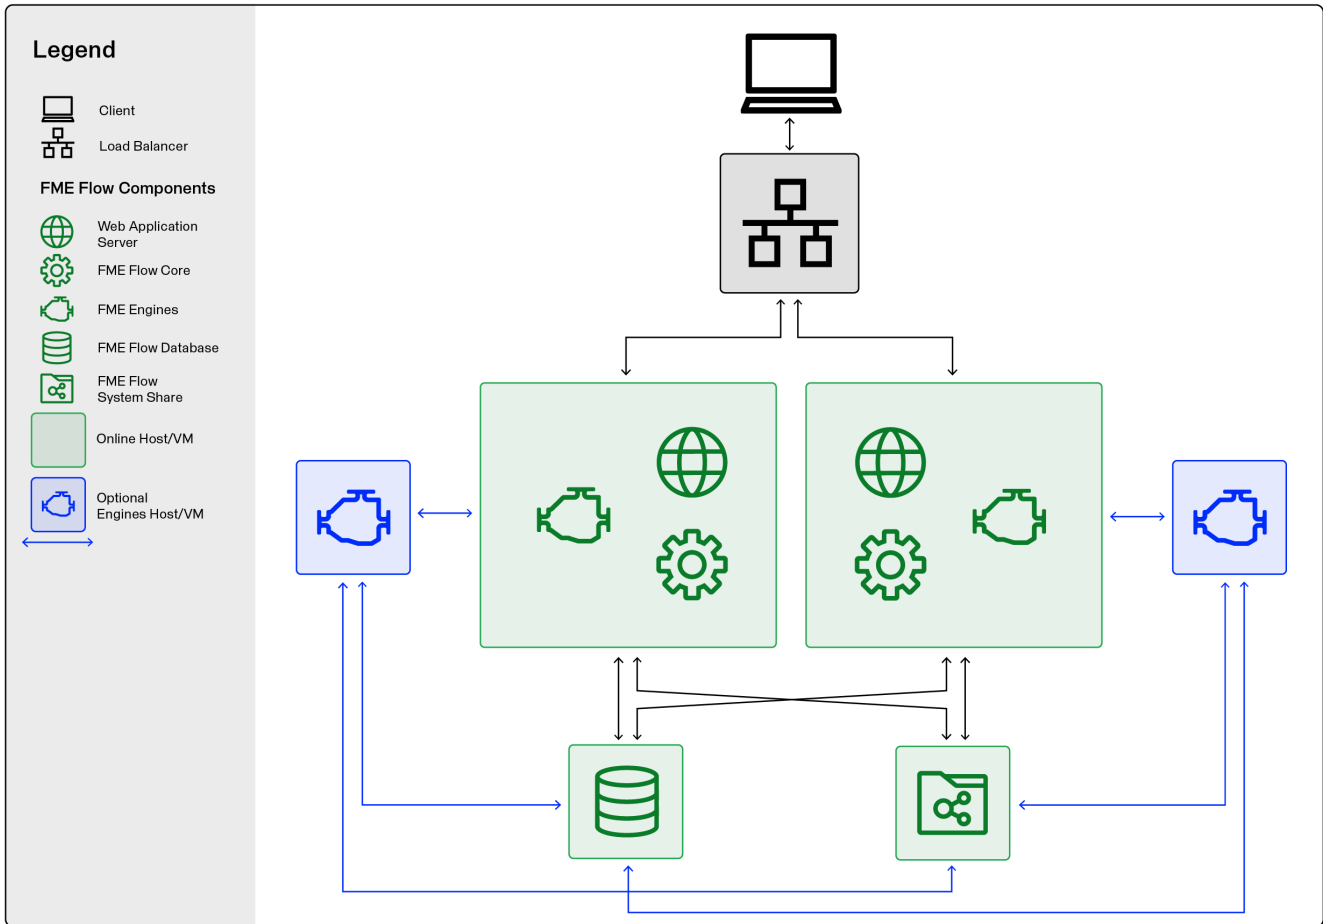 Legend
Client
Load Balancer
FME Flow Components
Web Application
Server
FME Flow Core
FME Engines
FME Flow Database
FME Flow
System Share
Online Host/VM
Optional
Engines Host/VM